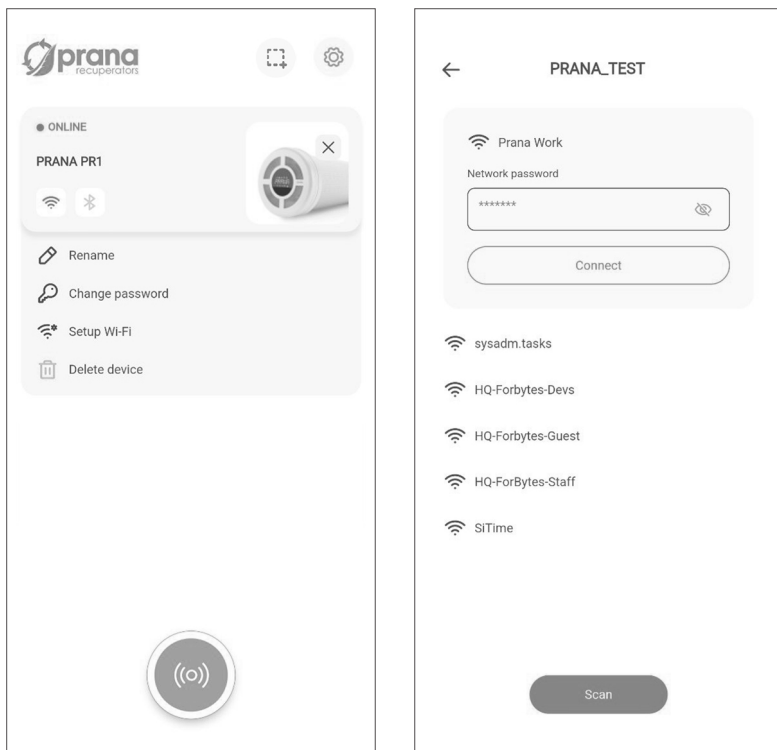 prana
recuperators
ONLINE
PRANA PR1
Rename
Change password
Setup Wi-Fi
Delete device
PRANA_TEST
Prana Work
Network password
*******
Connect
sysadm.tasks
HQ-Forbytes-Devs
HQ-Forbytes-Guest
HQ-ForBytes-Staff
SiTime
Scan